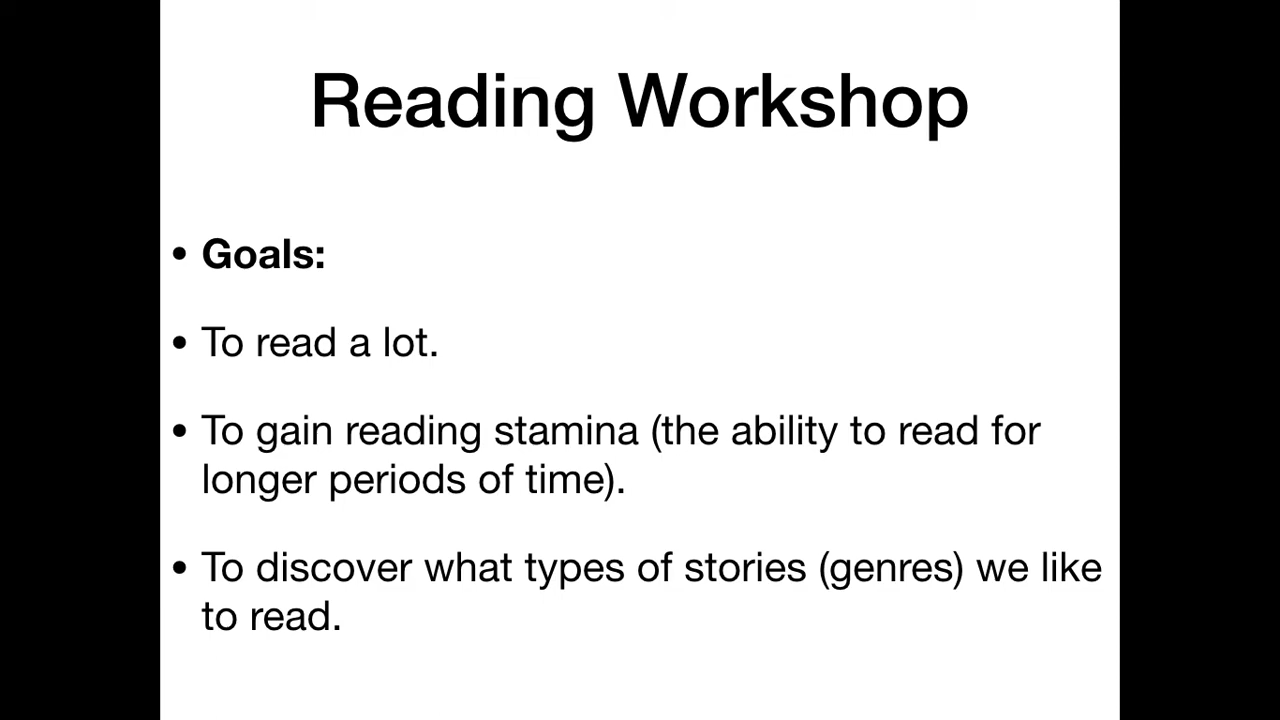 Reading Workshop
• Goals:
• To read a lot.
• To gain reading stamina (the ability to read for
longer periods of time).
• To discover what types of stories (genres) we like
to read.